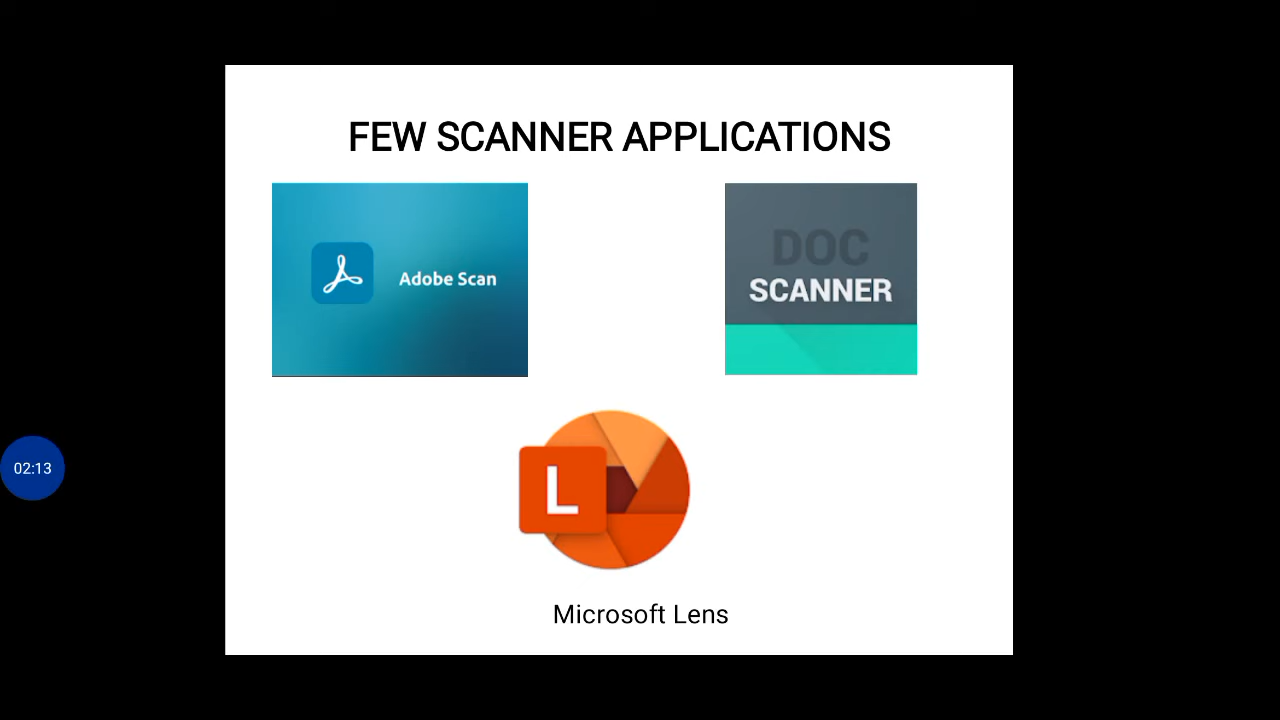 FEW SCANNER APPLICATIONS
Adobe Scan
DOC
SCANNER
L
Microsoft Lens
02:13